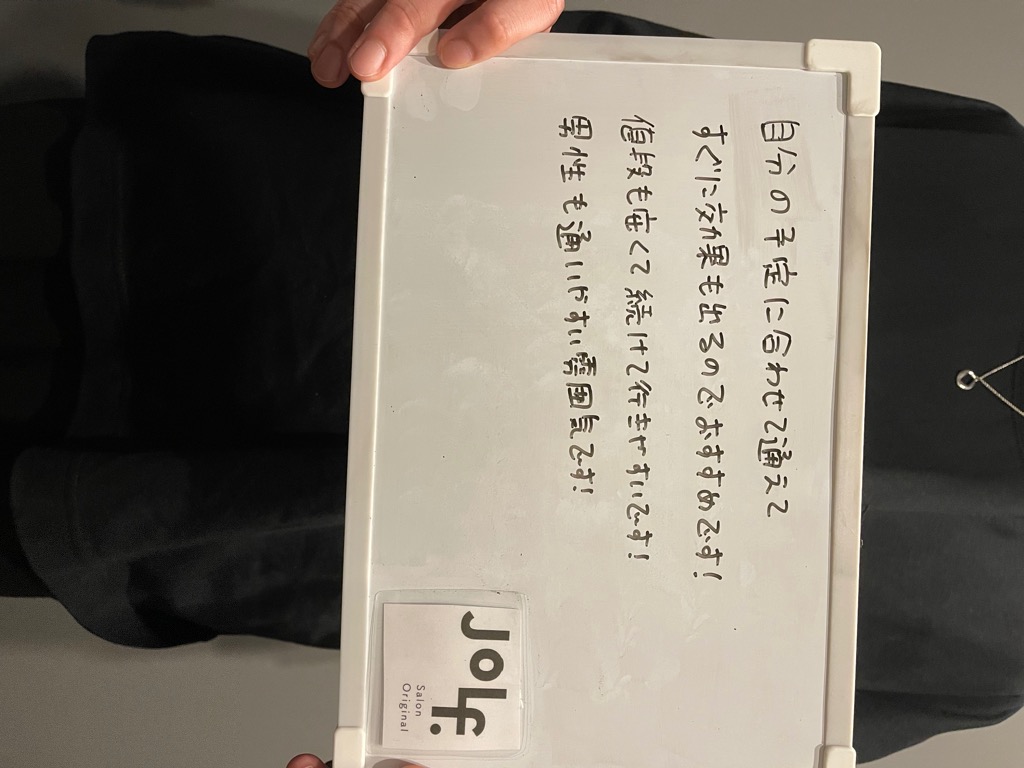 自分の予定に合わせて通えて
すぐに効果も出るのでおすすめです!
値段も安くて続けて行きやすいです!
男性も通いやすい雰囲気です!
JOLF.
Salon
Original